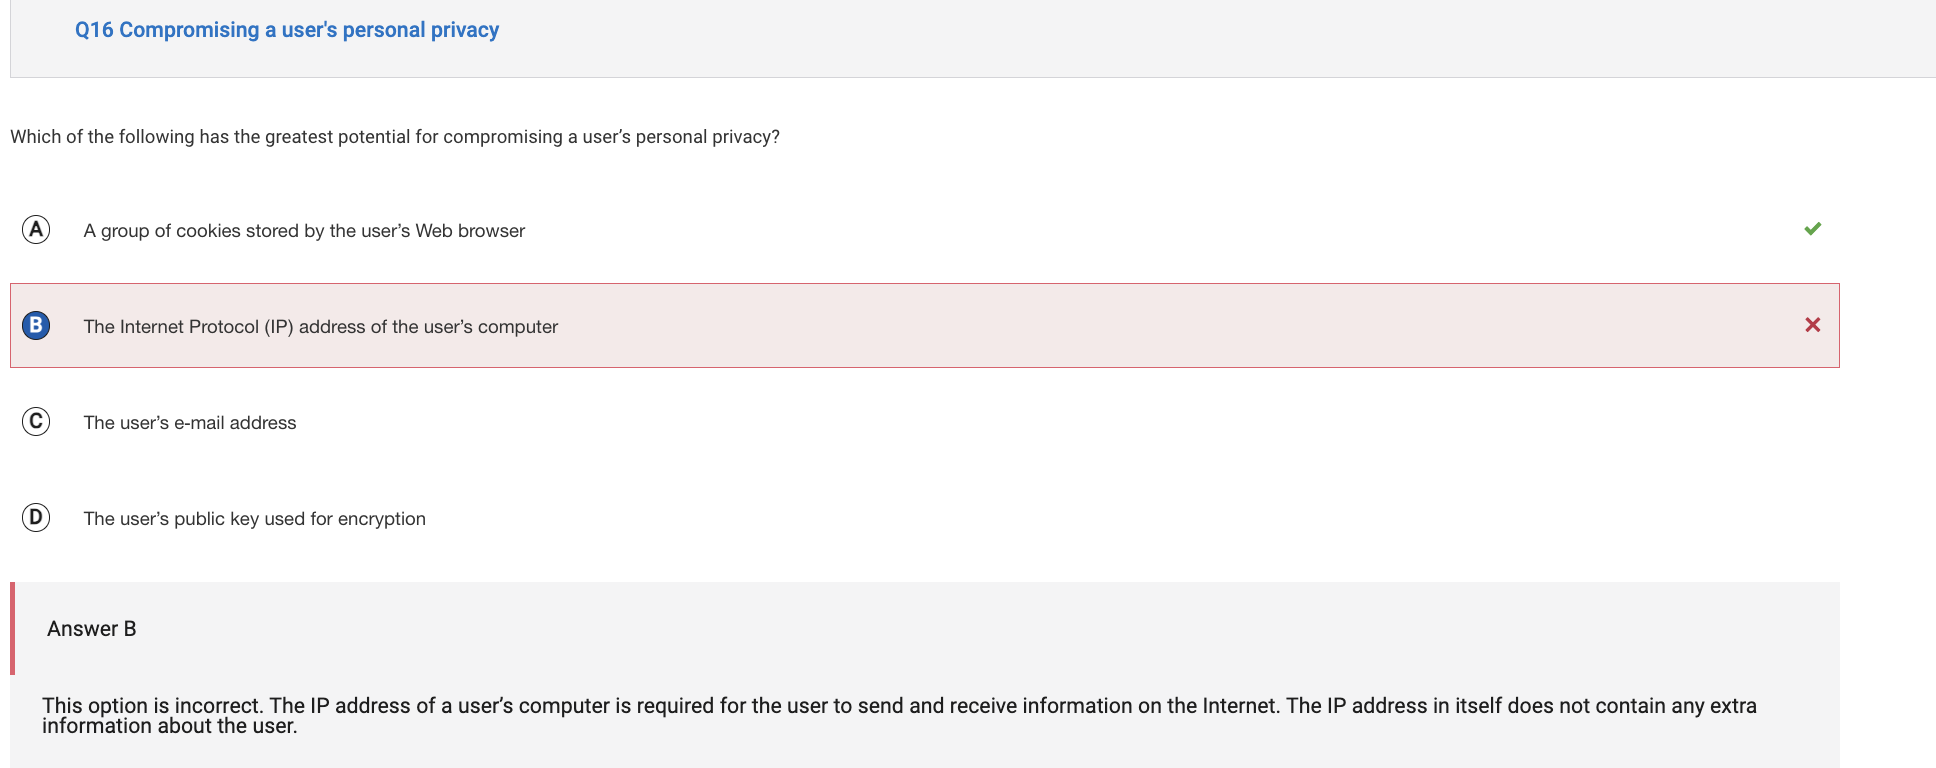 Q16 Compromising a user's personal privacy
Which of the following has the greatest potential for compromising a user’s personal privacy?
A A group of cookies stored by the user’s Web browser
B The Internet Protocol (IP) address of the user’s computer
C The user’s e-mail address
D The user’s public key used for encryption
Answer B
This option is incorrect. The IP address of a user’s computer is required for the user to send and receive information on the Internet. The IP address in itself does not contain any extra
information about the user.